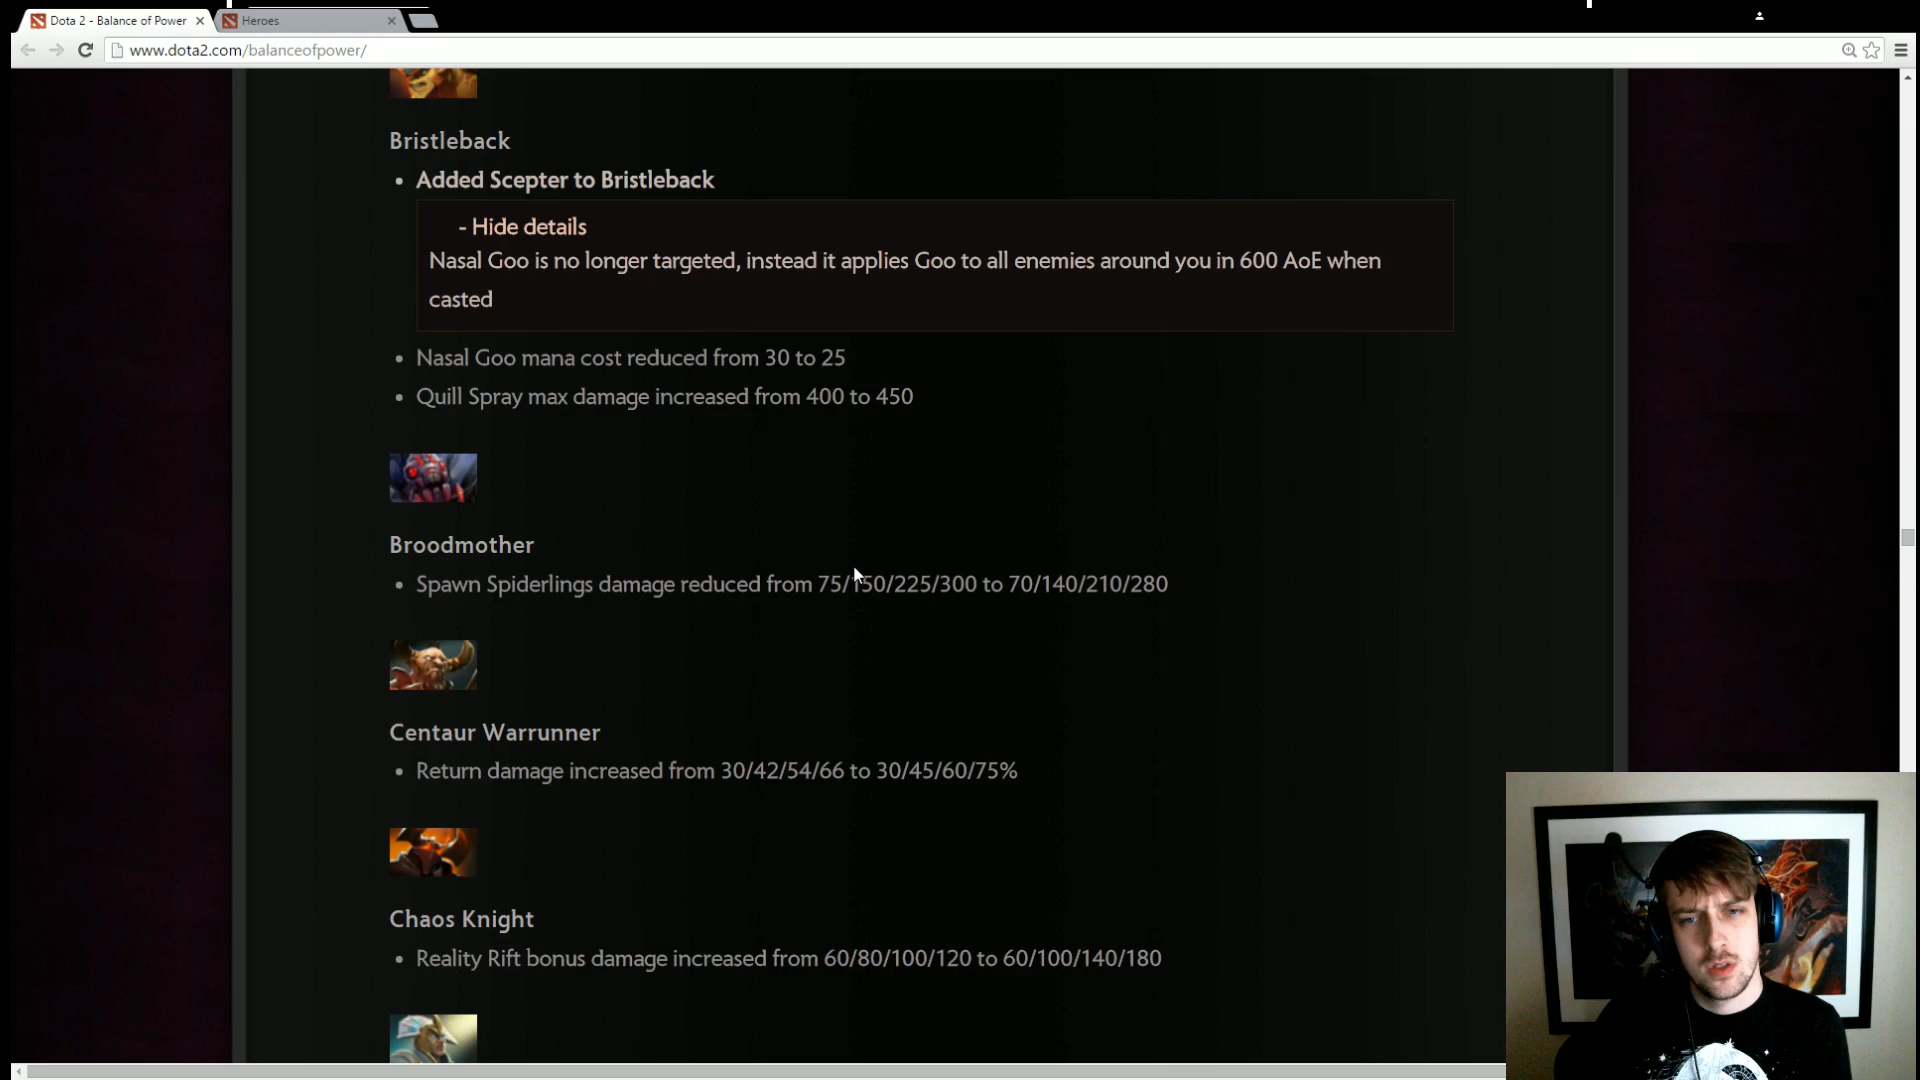 Dota 2 - Balance of Power
Heroes
www.dota2.com/balanceofpower/
Bristleback
• Added Scepter to Bristleback
- Hide details
Nasal Goo is no longer targeted, instead it applies Goo to all enemies around you in 600 AoE when
casted
• Nasal Goo mana cost reduced from 30 to 25
• Quill Spray max damage increased from 400 to 450
Broodmother
• Spawn Spiderlings damage reduced from 75/150/225/300 to 70/140/210/280
Centaur Warrunner
• Return damage increased from 30/42/54/66 to 30/45/60/75%
Chaos Knight
• Reality Rift bonus damage increased from 60/80/100/120 to 60/100/140/180